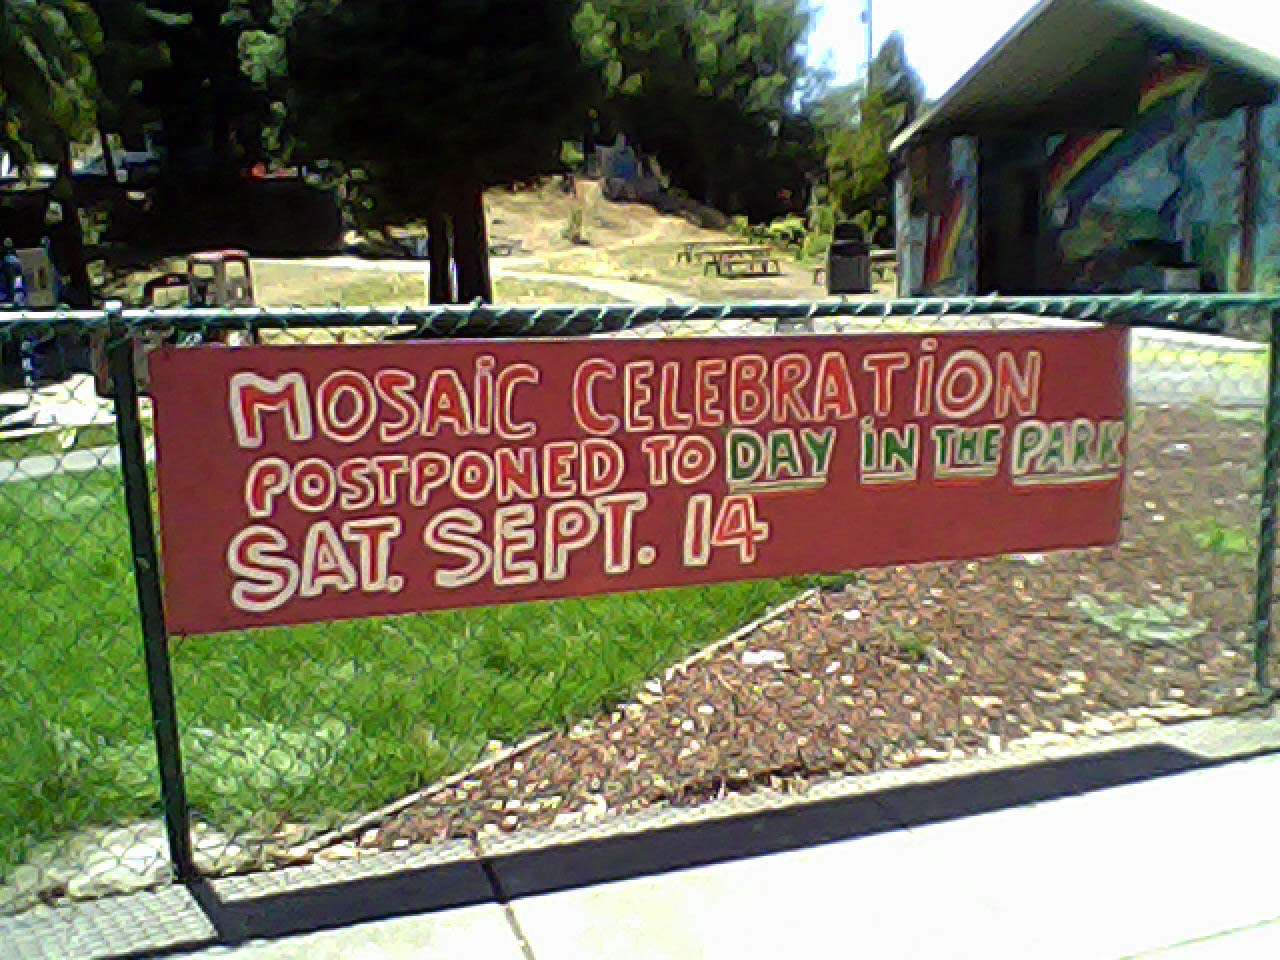 MOSAiC CELEBRATiON
POSTPONED TO DAY iN THE PARK
SAT. SEPT. 14